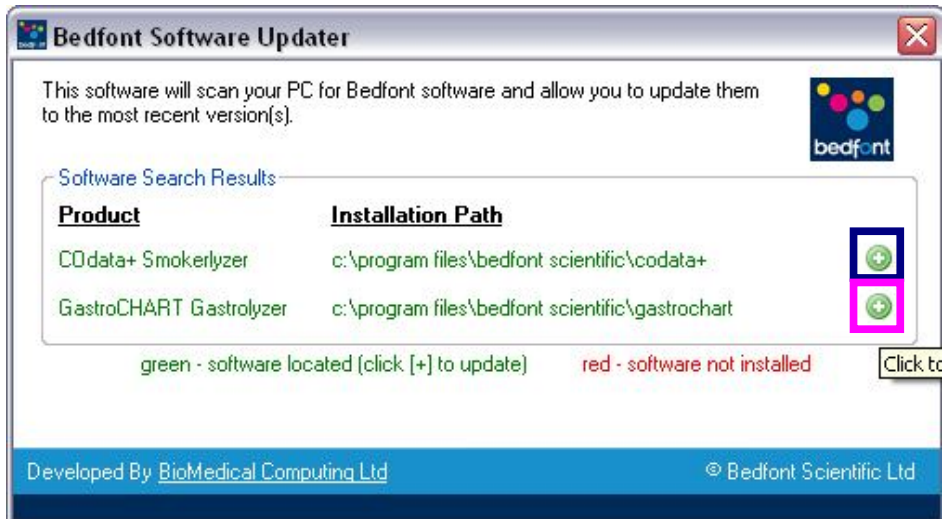 Bedfont Software Updater
This software will scan your PC for Bedfont software and allow you to update them
to the most recent version(s).
bedfont
Software Search Results
Product Installation Path
COdata+ Smokerlyzer c:\program files\bedfont scientific\codata+
GastroCHART Gastrolyzer c:\program files\bedfont scientific\gastrochart
green - software located (click [+] to update) red - software not installed
Click to
Developed By BioMedical Computing Ltd © Bedfont Scientific Ltd